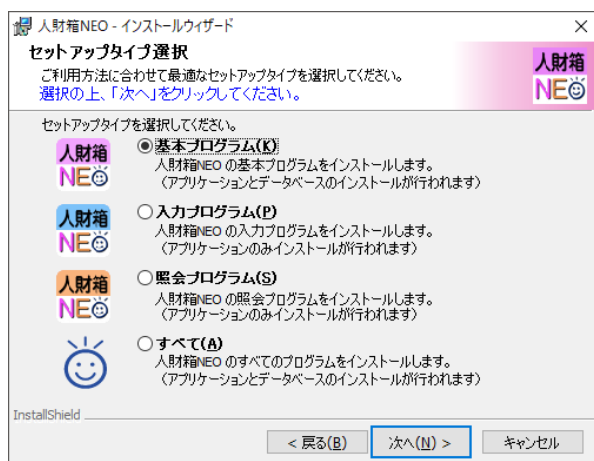 人財箱NEO - インストールウィザード
セットアップタイプ選択
ご利用方法に合わせて最適なセットアップタイプを選択してください。
選択の上、「次へ」をクリックしてください。
人財箱
NEO
セットアップタイプを選択してください。
人財箱
NEO
基本プログラム(K)
人財箱NEO の基本プログラムをインストールします。
(アプリケーションとデータベースのインストールが行われます)
人財箱
NEO
入力プログラム(P)
人財箱NEO の入力プログラムをインストールします。
(アプリケーションのみインストールが行われます)
人財箱
NEO
照会プログラム(S)
人財箱NEO の照会プログラムをインストールします。
(アプリケーションのみインストールが行われます)
すべて(A)
人財箱NEO のすべてのプログラムをインストールします。
(アプリケーションとデータベースのインストールが行われます)
InstallShield
< 戻る(B)
次へ(N) >
キャンセル